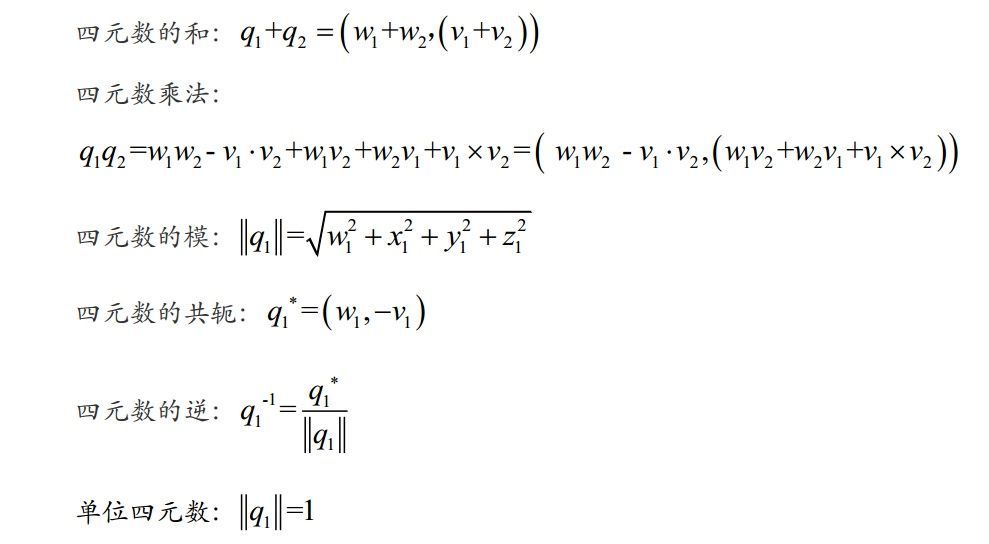 四元数的和: q₁+q₂ = (w₁+w₂,(v₁+v₂))
四元数乘法:
q₁q₂=w₁w₂- v₁ · v₂+w₁v₂+w₂v₁+v₁ × v₂=( w₁w₂ - v₁ · v₂,(w₁v₂+w₂v₁+v₁ × v₂))
四元数的模: ‖q₁‖=√(w₁² + x₁² + y₁² + z₁²)
四元数的共轭: q₁*=(w₁,−v₁)
四元数的逆: q₁⁻¹=q₁*/‖q₁‖
单位四元数: ‖q₁‖=1